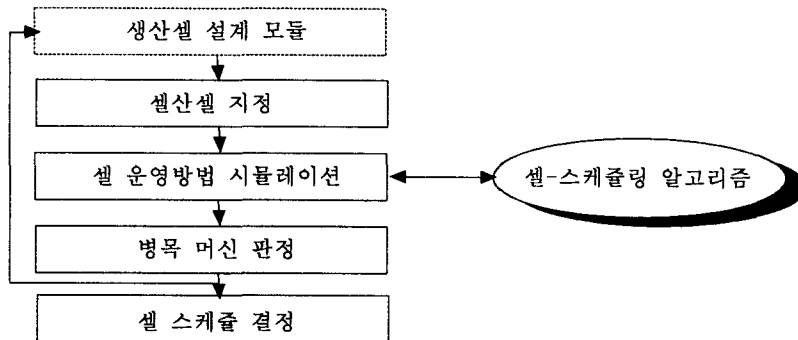 생산셀 설계 모듈
셀산셀 지정
셀 운영방법 시뮬레이션
셀-스케쥴링 알고리즘
병목 머신 판정
셀 스케쥴 결정